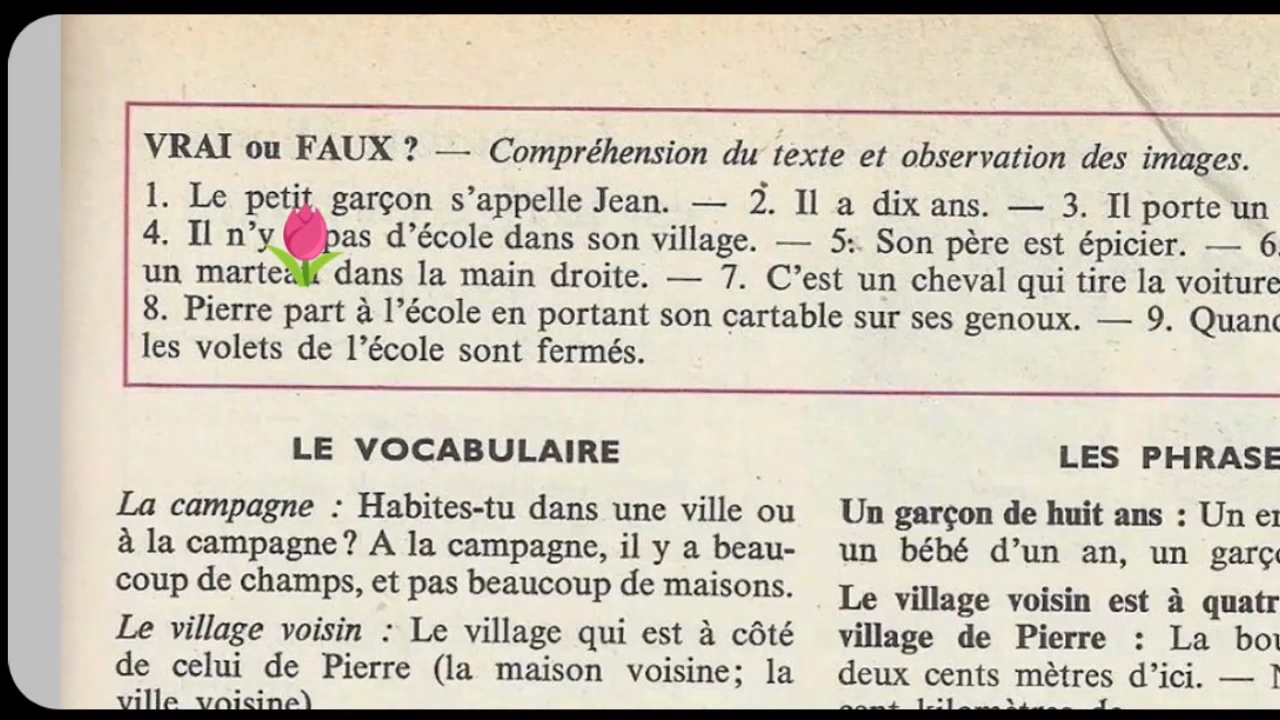 VRAI ou FAUX ? — Compréhension du texte et observation des images.
1. Le petit garçon s'appelle Jean. — 2. Il a dix ans. — 3. Il porte un
4. Il n'y pas d'école dans son village. — 5. Son père est épicier. — 6.
un marteau dans la main droite. — 7. C'est un cheval qui tire la voiture
8. Pierre part à l'école en portant son cartable sur ses genoux. — 9.
les volets de l'école sont fermés.
LE VOCABULAIRE
La campagne : Habites-tu dans une ville ou
à la campagne? A la campagne, il y a beau-
coup de champs, et pas beaucoup de maisons.
Le village voisin : Le village qui est à côté
de celui de Pierre (la maison voisine; la
ville voisine)
LES PHRASE
Un garçon de huit ans : Un
un bébé d'un an, un
Le village voisin est à
village de Pierre : La
deux cents mètres d'ici. —